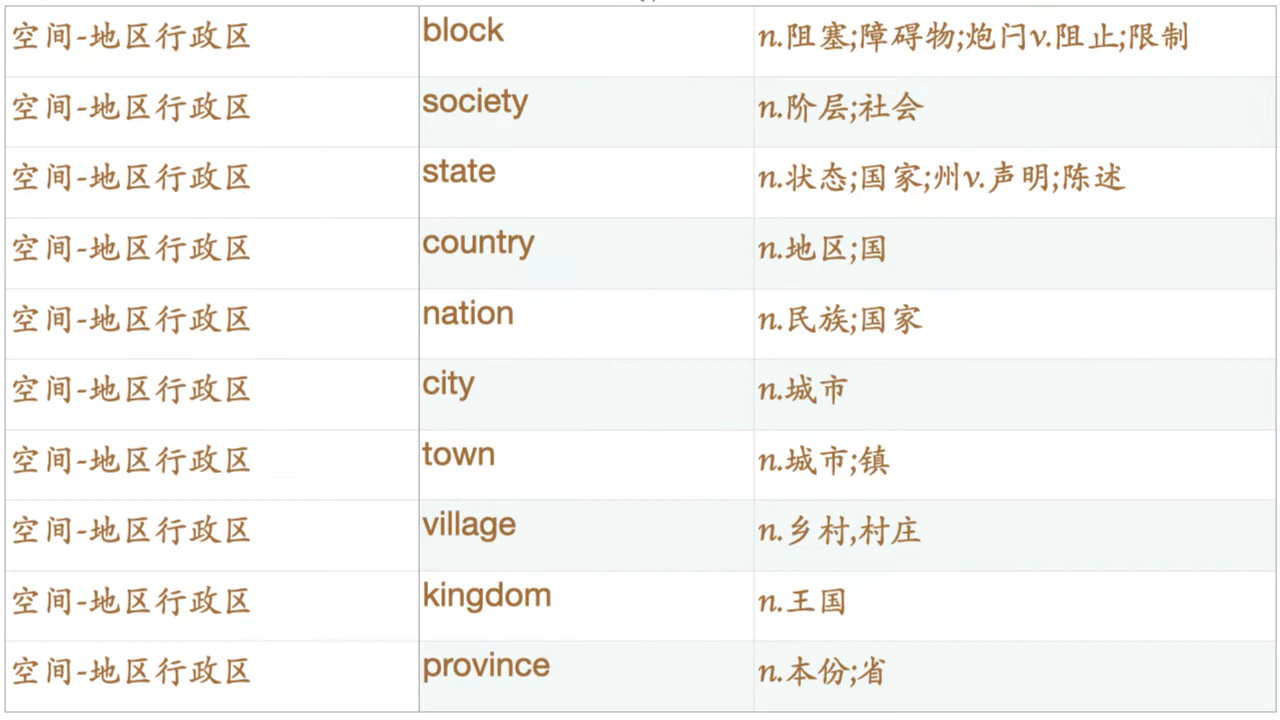 空间-地区行政区 block n.阻塞;障碍物;炮闩v.阻止;限制
空间-地区行政区 society n.阶层;社会
空间-地区行政区 state n.状态;国家;州v.声明;陈述
空间-地区行政区 country n.地区;国
空间-地区行政区 nation n.民族;国家
空间-地区行政区 city n.城市
空间-地区行政区 town n.城市;镇
空间-地区行政区 village n.乡村,村庄
空间-地区行政区 kingdom n.王国
空间-地区行政区 province n.本份;省